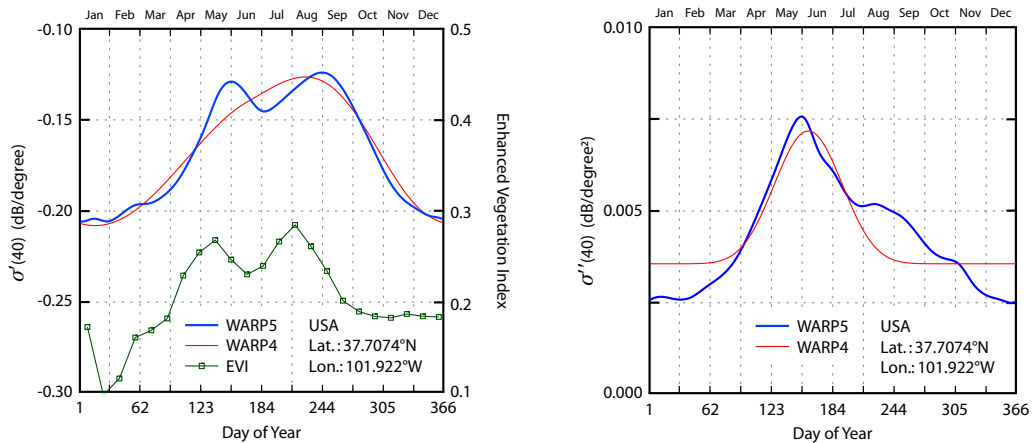 Jan Feb Mar Apr May Jun Jul Aug Sep Oct Nov Dec
-0.10
-0.15
-0.20
-0.25
-0.30
σ′(40) (dB/degree)
0.5
0.4
0.3
0.2
0.1
Enhanced Vegetation Index
WARP5 USA
WARP4 Lat.: 37.7074°N
EVI Lon.: 101.922°W
1 62 123 184 244 305 366
Day of Year
Jan Feb Mar Apr May Jun Jul Aug Sep Oct Nov Dec
0.010
0.005
0.000
σ′′(40) (dB/degree²)
WARP5 USA
WARP4 Lat.: 37.7074°N
Lon.: 101.922°W
1 62 123 184 244 305 366
Day of Year